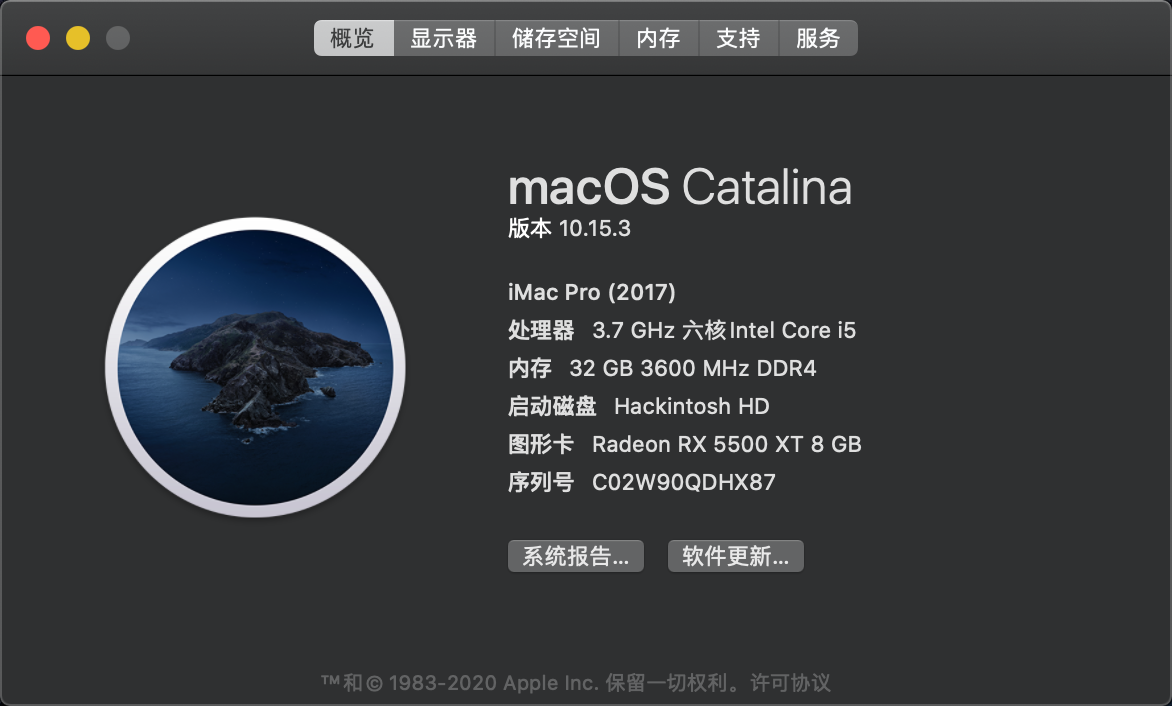 概览 显示器 储存空间 内存 支持 服务
macOS Catalina
版本 10.15.3
iMac Pro (2017)
处理器 3.7 GHz 六核Intel Core i5
内存 32 GB 3600 MHz DDR4
启动磁盘 Hackintosh HD
图形卡 Radeon RX 5500 XT 8 GB
序列号 C02W90QDHX87
系统报告... 软件更新...
™和© 1983-2020 Apple Inc. 保留一切权利。许可协议